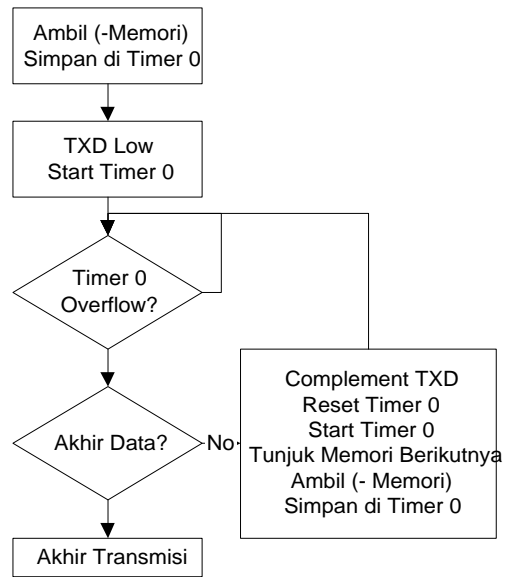 Ambil (-Memori)
Simpan di Timer 0
TXD Low
Start Timer 0
Timer 0
Overflow?
Akhir Data?
No
Complement TXD
Reset Timer 0
Start Timer 0
Tunjuk Memori Berikutnya
Ambil (- Memori)
Simpan di Timer 0
Akhir Transmisi